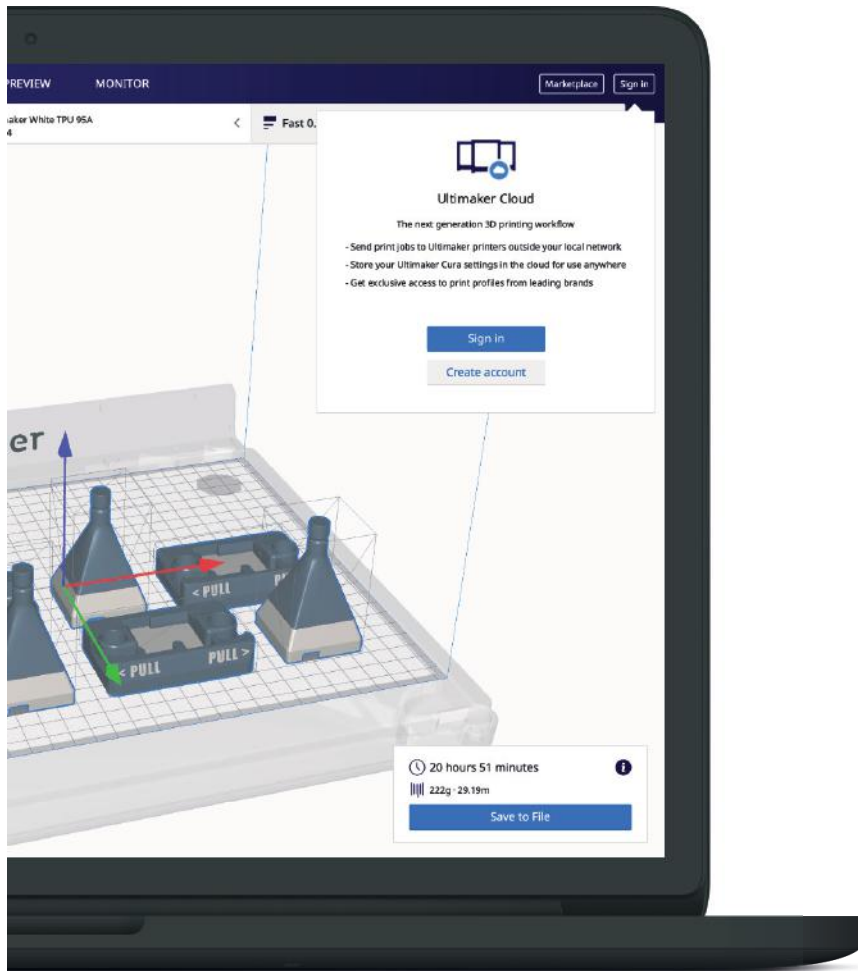 PREVIEW MONITOR Marketplace Sign in
aker White TPU 95A
4
< Fast 0.
Ultimaker Cloud
The next generation 3D printing workflow
- Send print jobs to Ultimaker printers outside your local network
- Store your Ultimaker Cura settings in the cloud for use anywhere
- Get exclusive access to print profiles from leading brands
Sign in
Create account
er
< PULL
< PULL PULL >
20 hours 51 minutes
222g · 29.19m
Save to File